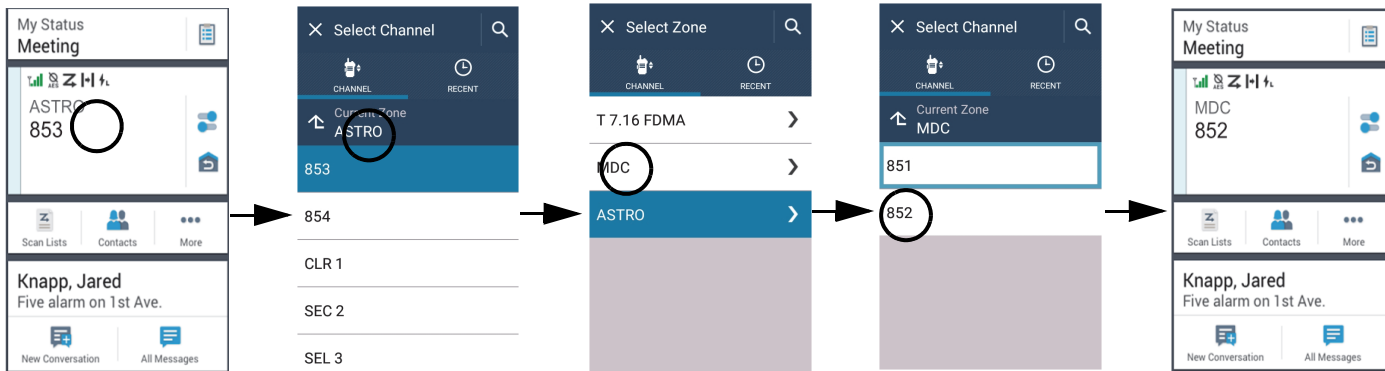 My Status
Meeting
AES
ASTRO
853
Scan Lists
Contacts
More
Knapp, Jared
Five alarm on 1st Ave.
New Conversation
All Messages
Select Channel
CHANNEL
RECENT
Current Zone
ASTRO
853
854
CLR 1
SEC 2
SEL 3
Select Zone
CHANNEL
RECENT
T 7.16 FDMA
MDC
ASTRO
Select Channel
CHANNEL
RECENT
Current Zone
MDC
851
852
My Status
Meeting
AES
MDC
852
Scan Lists
Contacts
More
Knapp, Jared
Five alarm on 1st Ave.
New Conversation
All Messages